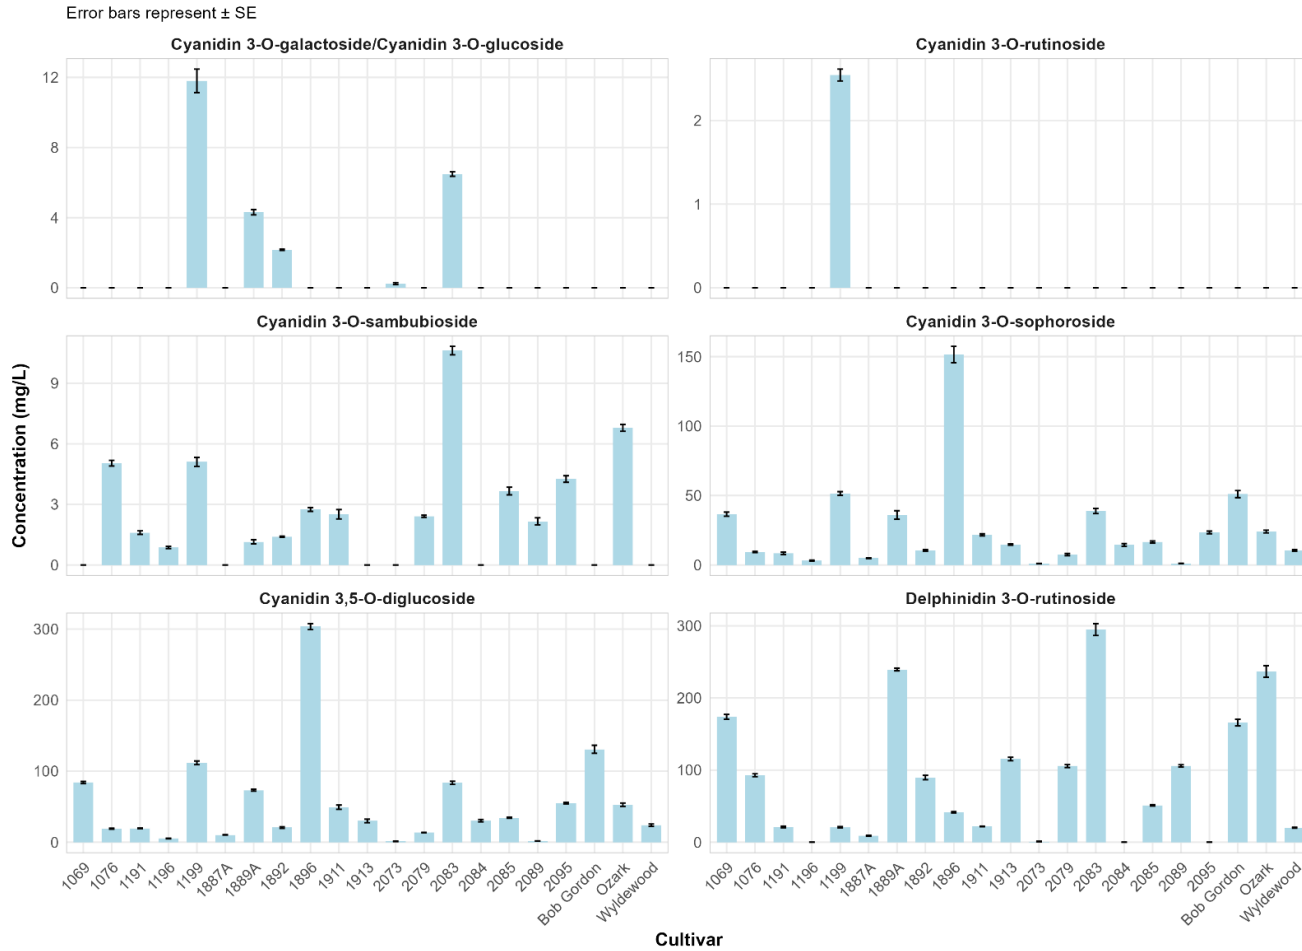 Error bars represent ± SE
Cyanidin 3-O-galactoside/Cyanidin 3-O-glucoside
12
8
4
0
Cyanidin 3-O-rutinoside
2
1
0
Cyanidin 3-O-sambubioside
9
6
3
0
Cyanidin 3-O-sophoroside
150
100
50
0
Cyanidin 3,5-O-diglucoside
300
200
100
0
1069
1076
1191
1196
1199
1887A
1889A
1892
1896
1911
1913
2073
2079
2083
2084
2085
2089
2095
Bob Gordon
Ozark
Wyldewood
Delphinidin 3-O-rutinoside
300
200
100
0
1069
1076
1191
1196
1199
1887A
1889A
1892
1896
1911
1913
2073
2079
2083
2084
2085
2089
2095
Bob Gordon
Ozark
Wyldewood
Concentration (mg/L)
Cultivar